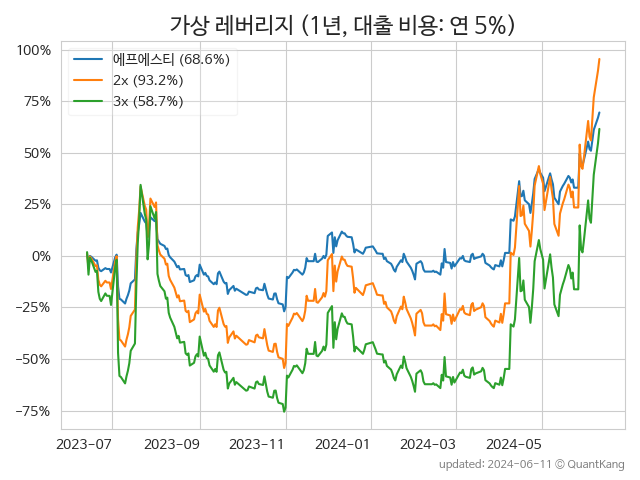 가상 레버리지 (1년, 대출 비용: 연 5%)
에프에스티 (68.6%)
2x (93.2%)
3x (58.7%)
100%
75%
50%
25%
0%
−25%
−50%
−75%
2023-07 2023-09 2023-11 2024-01 2024-03 2024-05
updated: 2024-06-11 © QuantKang